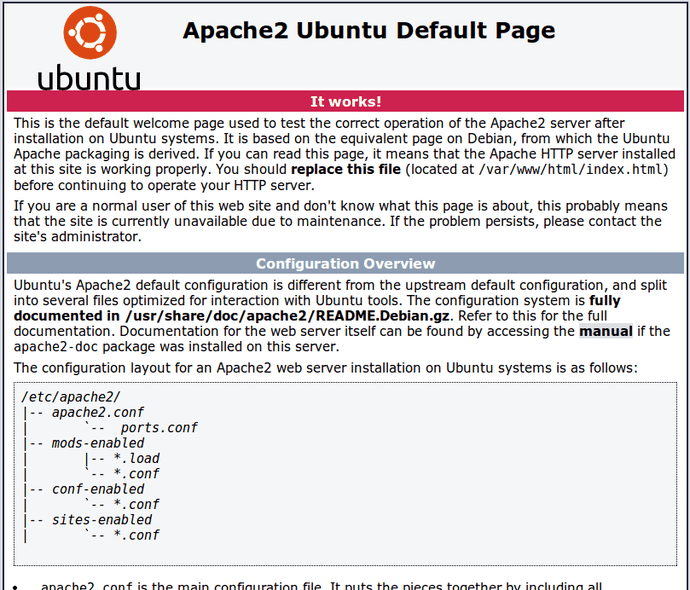 Apache2 Ubuntu Default Page
ubuntu
It works!
This is the default welcome page used to test the correct operation of the Apache2 server after
installation on Ubuntu systems. It is based on the equivalent page on Debian, from which the Ubuntu
Apache packaging is derived. If you can read this page, it means that the Apache HTTP server installed
at this site is working properly. You should replace this file (located at /var/www/html/index.html)
before continuing to operate your HTTP server.
If you are a normal user of this web site and don't know what this page is about, this probably means
that the site is currently unavailable due to maintenance. If the problem persists, please contact the
site's administrator.
Configuration Overview
Ubuntu's Apache2 default configuration is different from the upstream default configuration, and split
into several files optimized for interaction with Ubuntu tools. The configuration system is fully
documented in /usr/share/doc/apache2/README.Debian.gz. Refer to this for the full
documentation. Documentation for the web server itself can be found by accessing the manual if the
apache2-doc package was installed on this server.
The configuration layout for an Apache2 web server installation on Ubuntu systems is as follows:
/etc/apache2/
|-- apache2.conf
|       `--  ports.conf
|-- mods-enabled
|       |-- *.load
|       `-- *.conf
|-- conf-enabled
|       `-- *.conf
|-- sites-enabled
|       `-- *.conf
• apache2.conf is the main configuration file. It puts the pieces together by including all